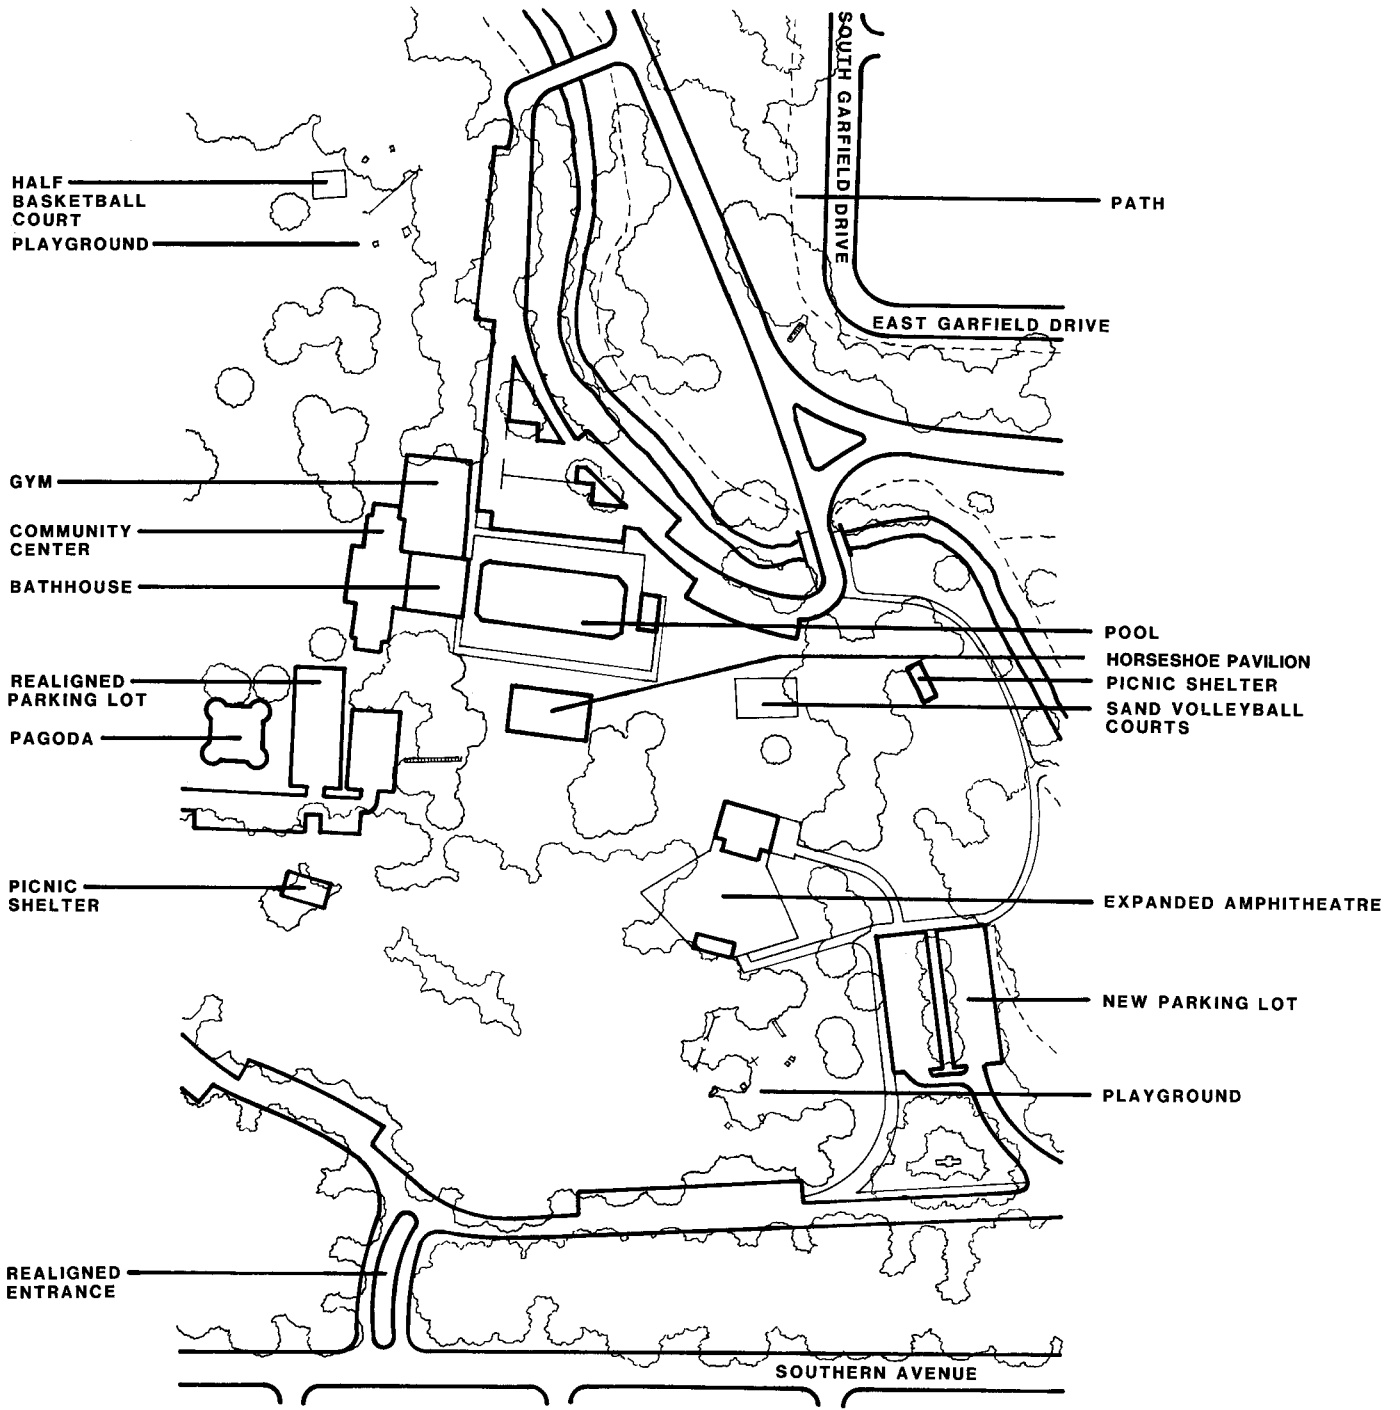 SOUTH GARFIELD DRIVE
HALF
BASKETBALL
COURT
PLAYGROUND
PATH
EAST GARFIELD DRIVE
GYM
COMMUNITY
CENTER
BATHHOUSE
POOL
HORSESHOE PAVILION
PICNIC SHELTER
SAND VOLLEYBALL
COURTS
REALIGNED
PARKING LOT
PAGODA
PICNIC
SHELTER
EXPANDED AMPHITHEATRE
NEW PARKING LOT
PLAYGROUND
REALIGNED
ENTRANCE
SOUTHERN AVENUE